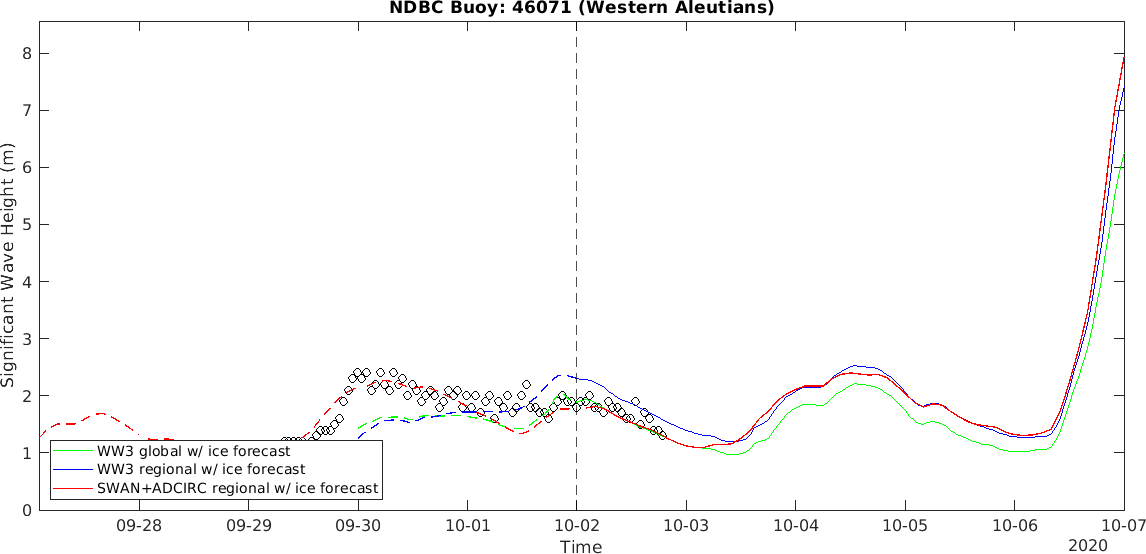 NDBC Buoy: 46071 (Western Aleutians)
Significant Wave Height (m)
8
7
6
5
4
3
2
1
0
WW3 global w/ ice forecast
WW3 regional w/ ice forecast
SWAN+ADCIRC regional w/ ice forecast
09-28 09-29 09-30 10-01 10-02 10-03 10-04 10-05 10-06 10-07
Time
2020